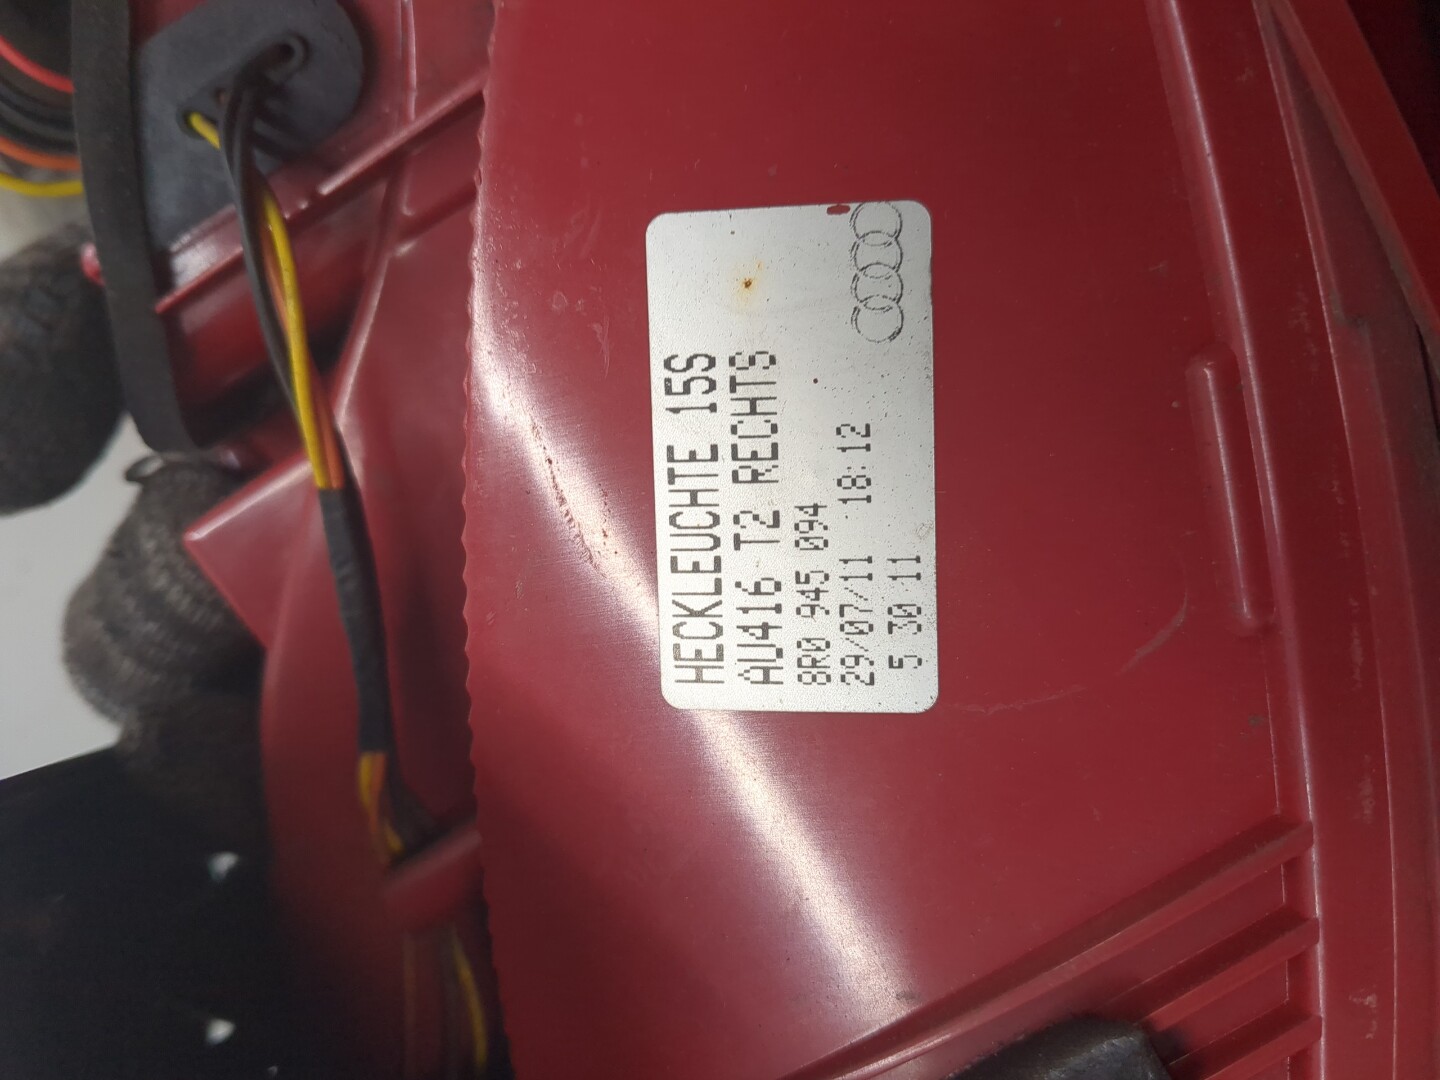 HECKLEUCHTE 15S
AU416 T2 RECHTS
8R0 945 094
29/07/11 18:12
5 30 11